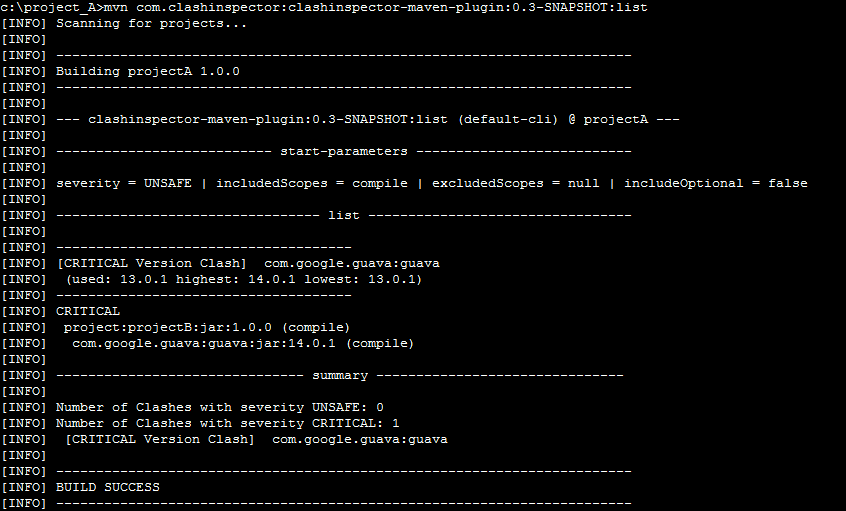 c:\project_A>mvn com.clashinspector:clashinspector-maven-plugin:0.3-SNAPSHOT:list
[INFO] Scanning for projects...
[INFO]
[INFO] ------------------------------------------------------------------------
[INFO] Building projectA 1.0.0
[INFO] ------------------------------------------------------------------------
[INFO]
[INFO] --- clashinspector-maven-plugin:0.3-SNAPSHOT:list (default-cli) @ projectA ---
[INFO]
[INFO] --------------------------- start-parameters ---------------------------
[INFO]
[INFO] severity = UNSAFE | includedScopes = compile | excludedScopes = null | includeOptional = false
[INFO]
[INFO] --------------------------------- list ---------------------------------
[INFO]
[INFO] -------------------------------------
[INFO] [CRITICAL Version Clash]  com.google.guava:guava
[INFO]  (used: 13.0.1 highest: 14.0.1 lowest: 13.0.1)
[INFO] -------------------------------------
[INFO] CRITICAL
[INFO]  project:projectB:jar:1.0.0 (compile)
[INFO]   com.google.guava:guava:jar:14.0.1 (compile)
[INFO]
[INFO] ------------------------------- summary -------------------------------
[INFO]
[INFO] Number of Clashes with severity UNSAFE: 0
[INFO] Number of Clashes with severity CRITICAL: 1
[INFO]  [CRITICAL Version Clash]  com.google.guava:guava
[INFO]
[INFO] ------------------------------------------------------------------------
[INFO] BUILD SUCCESS
[INFO] ------------------------------------------------------------------------